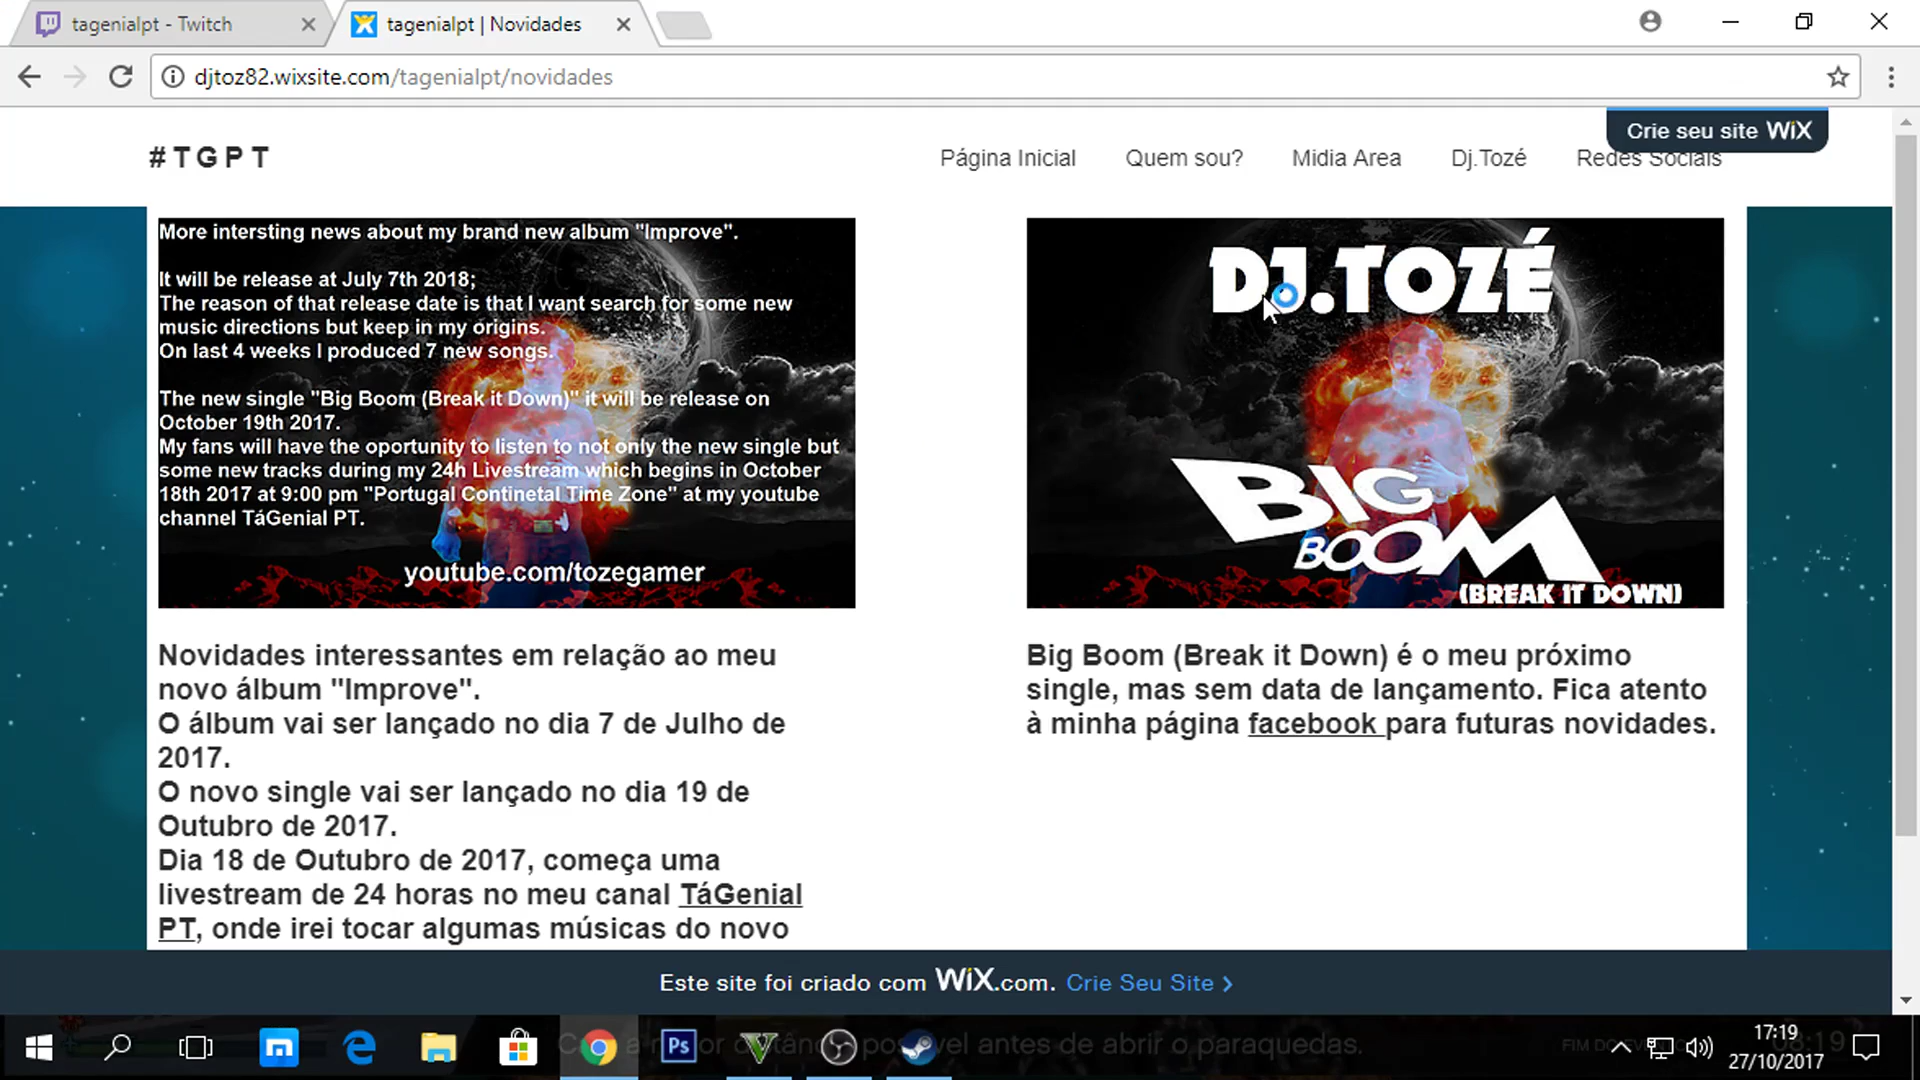 tagenialpt - Twitch
tagenialpt | Novidades
djtoz82.wixsite.com/tagenialpt/novidades
Crie seu site WiX
#TGPT
Página Inicial
Quem sou?
Midia Area
Dj.Tozé
Redes Sociais
More intersting news about my brand new album "Improve".
It will be release at July 7th 2018;
The reason of that release date is that I want search for some new
music directions but keep in my origins.
On last 4 weeks I produced 7 new songs.
The new single "Big Boom (Break it Down)" it will be release on
October 19th 2017.
My fans will have the oportunity to listen to not only the new single but
some new tracks during my 24h Livestream which begins in October
18th 2017 at 9:00 pm "Portugal Continetal Time Zone" at my youtube
channel TáGenial PT.
youtube.com/tozegamer
DJ.TOZÉ
BIG
BOOM
(BREAK IT DOWN)
Novidades interessantes em relação ao meu
novo álbum "Improve".
O álbum vai ser lançado no dia 7 de Julho de
2017.
O novo single vai ser lançado no dia 19 de
Outubro de 2017.
Dia 18 de Outubro de 2017, começa uma
livestream de 24 horas no meu canal TáGenial
PT, onde irei tocar algumas músicas do novo
Big Boom (Break it Down) é o meu próximo
single, mas sem data de lançamento. Fica atento
à minha página facebook para futuras novidades.
Este site foi criado com WiX.com. Crie Seu Site >
Ps
antes de abrir o paraquedas.
17:19
27/10/2017